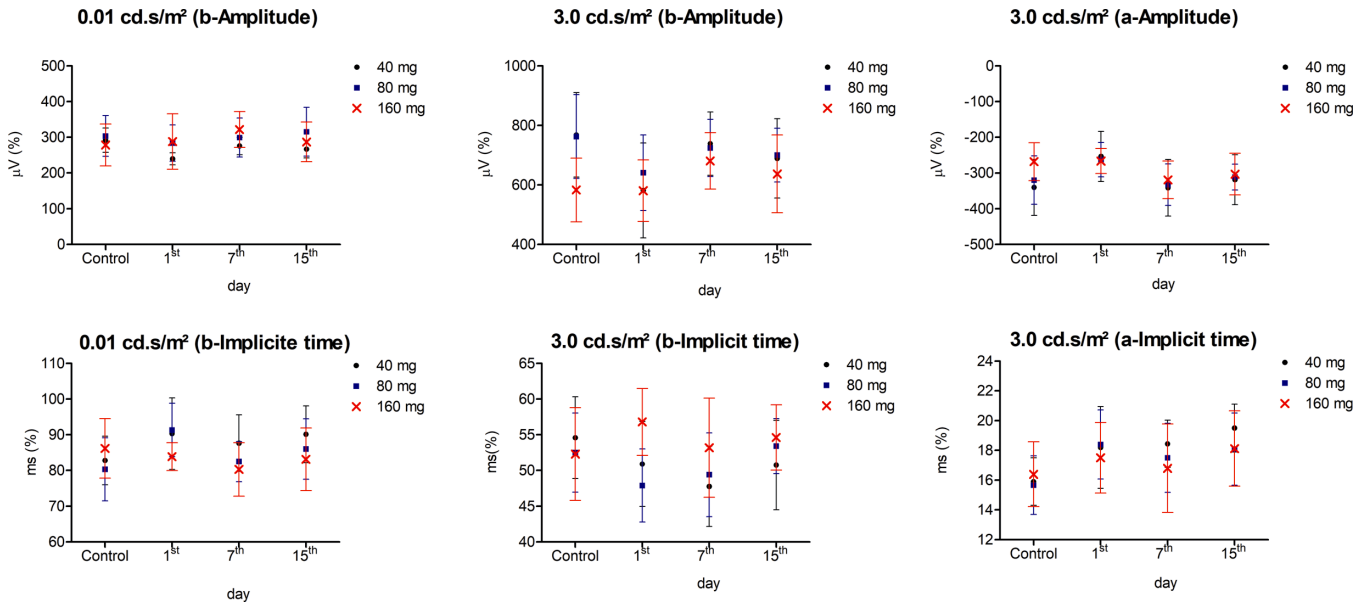 0.01 cd.s/m² (b-Amplitude)
500
400
300
200
100
0
µV (%)
Control
1st
7th
15th
day
40 mg
80 mg
160 mg
3.0 cd.s/m² (b-Amplitude)
1000
800
600
400
µV (%)
Control
1st
7th
15th
day
40 mg
80 mg
160 mg
3.0 cd.s/m² (a-Amplitude)
0
-100
-200
-300
-400
-500
µV (%)
Control
1st
7th
15th
day
40 mg
80 mg
160 mg
0.01 cd.s/m² (b-Implicite time)
110
100
90
80
70
60
ms (%)
Control
1st
7th
15th
day
40 mg
80 mg
160 mg
3.0 cd.s/m² (b-Implicit time)
65
60
55
50
45
40
ms(%)
Control
1st
7th
15th
day
40 mg
80 mg
160 mg
3.0 cd.s/m² (a-Implicit time)
24
22
20
18
16
14
12
ms (%)
Control
1st
7th
15th
day
40 mg
80 mg
160 mg